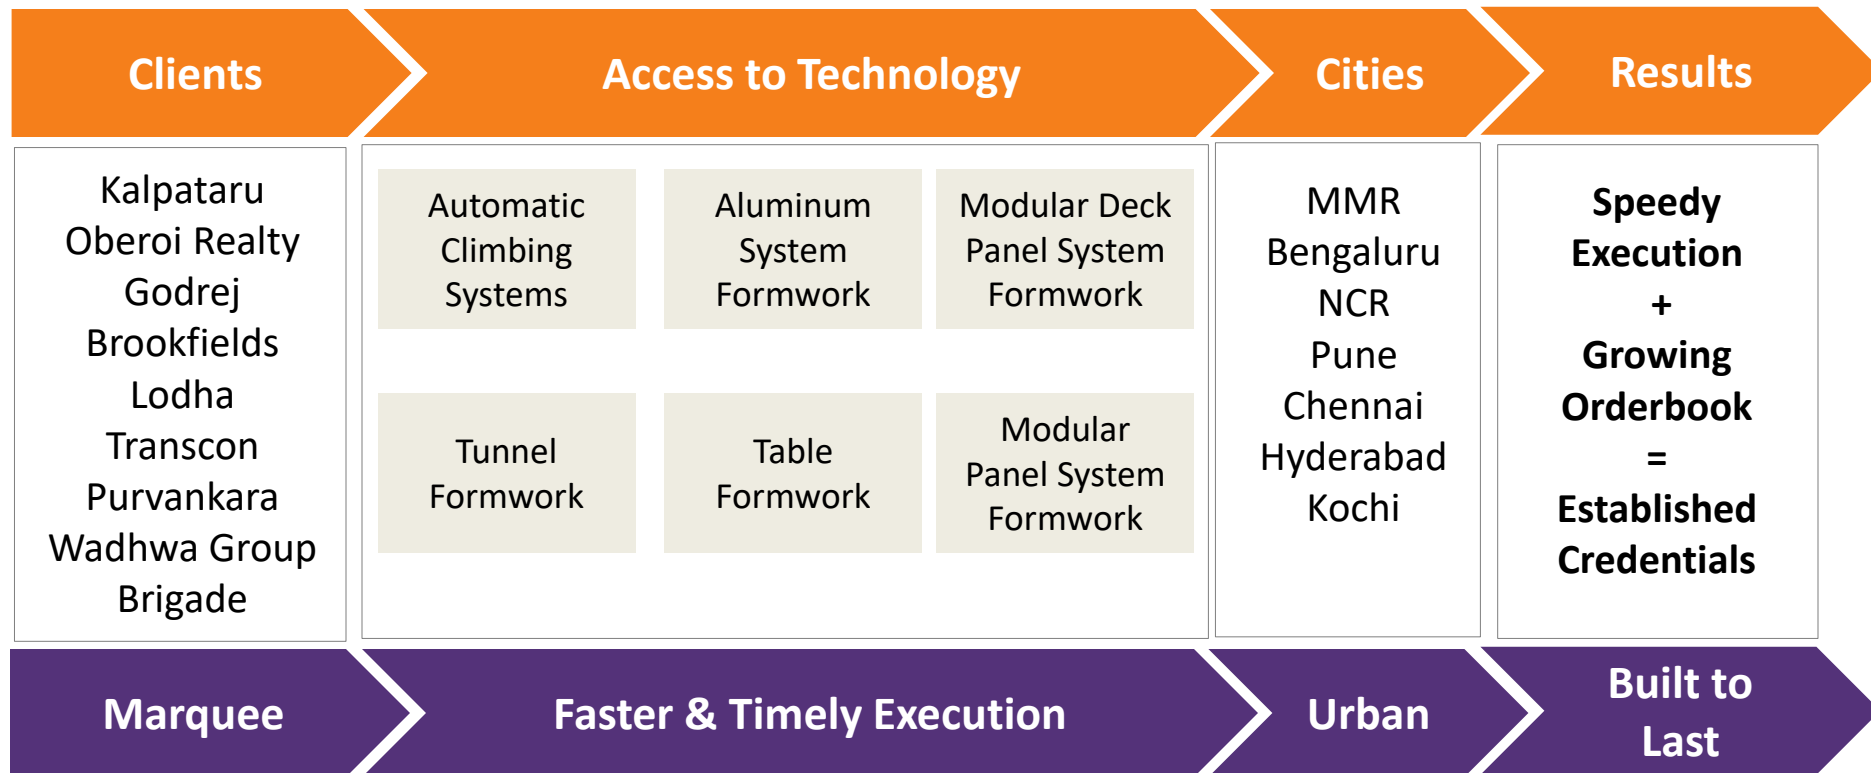 Clients
Access to Technology
Cities
Results
Kalpataru
Oberoi Realty
Godrej
Brookfields
Lodha
Transcon
Purvankara
Wadhwa Group
Brigade
Automatic
Climbing
Systems
Aluminum
System
Formwork
Modular Deck
Panel System
Formwork
Tunnel
Formwork
Table
Formwork
Modular
Panel System
Formwork
MMR
Bengaluru
NCR
Pune
Chennai
Hyderabad
Kochi
Speedy
Execution
+
Growing
Orderbook
=
Established
Credentials
Marquee
Faster & Timely Execution
Urban
Built to
Last